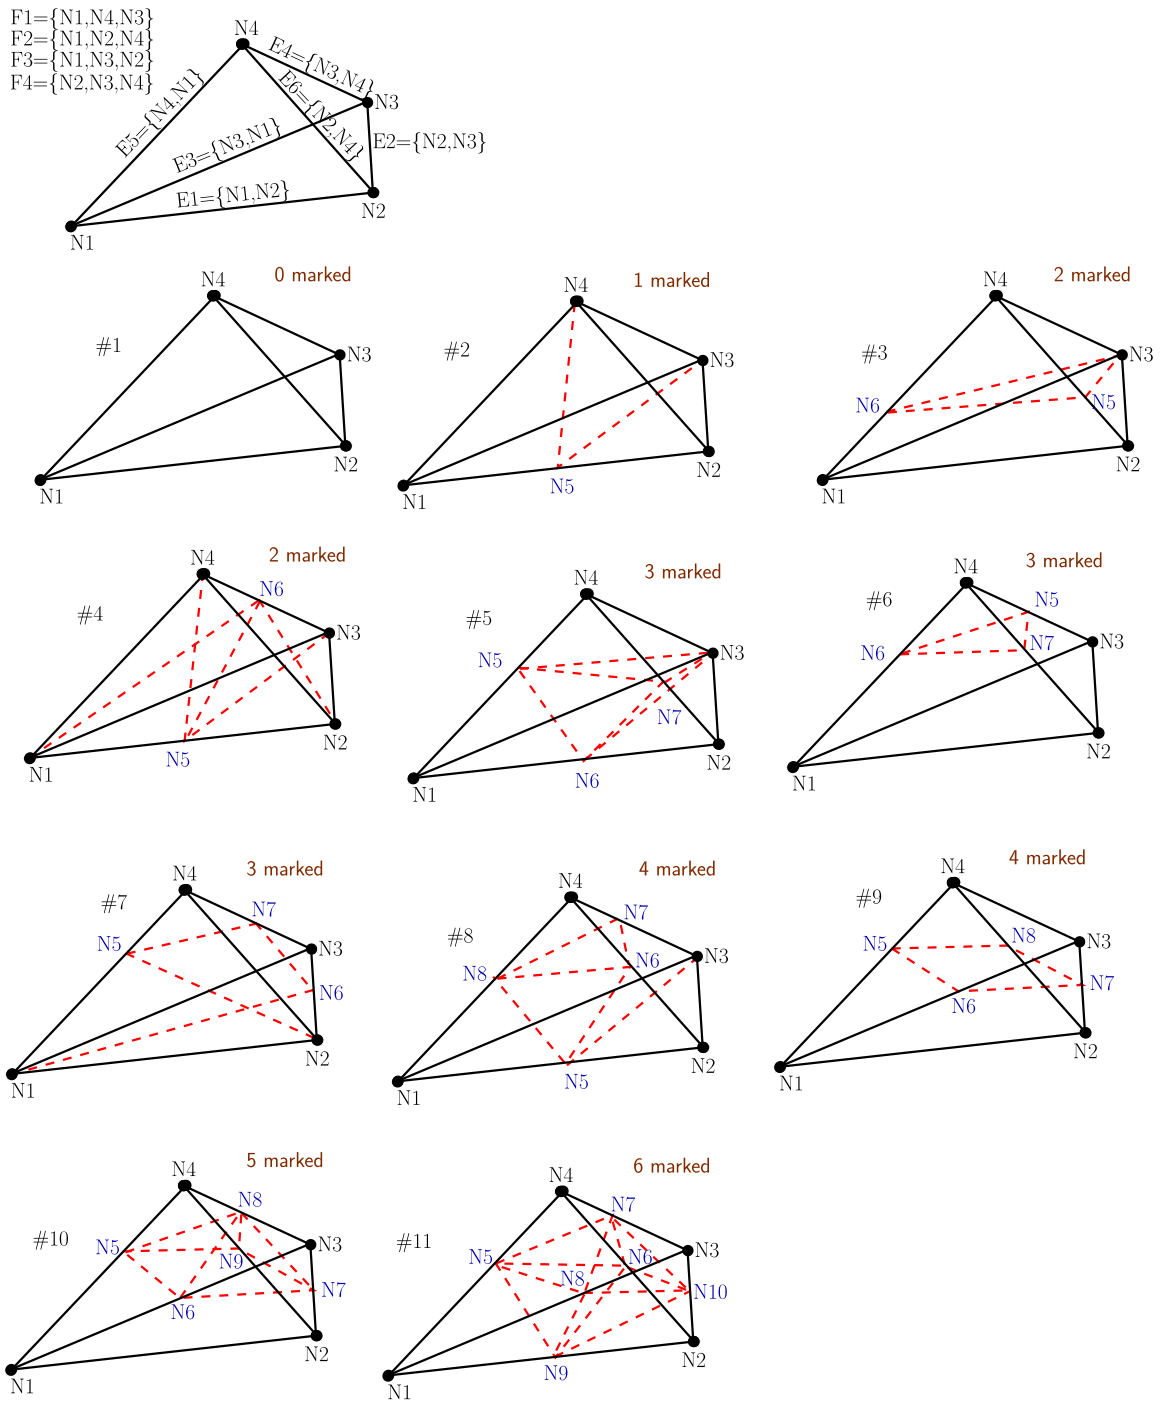 F1={N1,N4,N3}
F2={N1,N2,N4}
F3={N1,N3,N2}
F4={N2,N3,N4}
N4
E4={N3,N4}
E5={N4,N1}
E6={N2,N4}
N3
E3={N3,N1}
E2={N2,N3}
E1={N1,N2}
N2
N1
0 marked
N4
#1
N3
N2
N1
1 marked
N4
#2
N3
N2
N5
N1
2 marked
N4
#3
N3
N6
N5
N2
N1
2 marked
N4
N6
#4
N3
N2
N5
N1
3 marked
N4
#5
N3
N5
N7
N2
N6
N1
3 marked
N4
#6
N5
N3
N7
N6
N2
N1
3 marked
N4
#7
N7
N5
N3
N6
N2
N1
4 marked
N4
#8
N7
N3
N6
N8
N2
N5
N1
4 marked
N4
#9
N8
N5
N3
N7
N6
N2
N1
5 marked
N4
N8
#10
N5
N3
N9
N7
N6
N2
N1
6 marked
N4
N7
#11
N5
N6
N3
N8
N10
N2
N9
N1